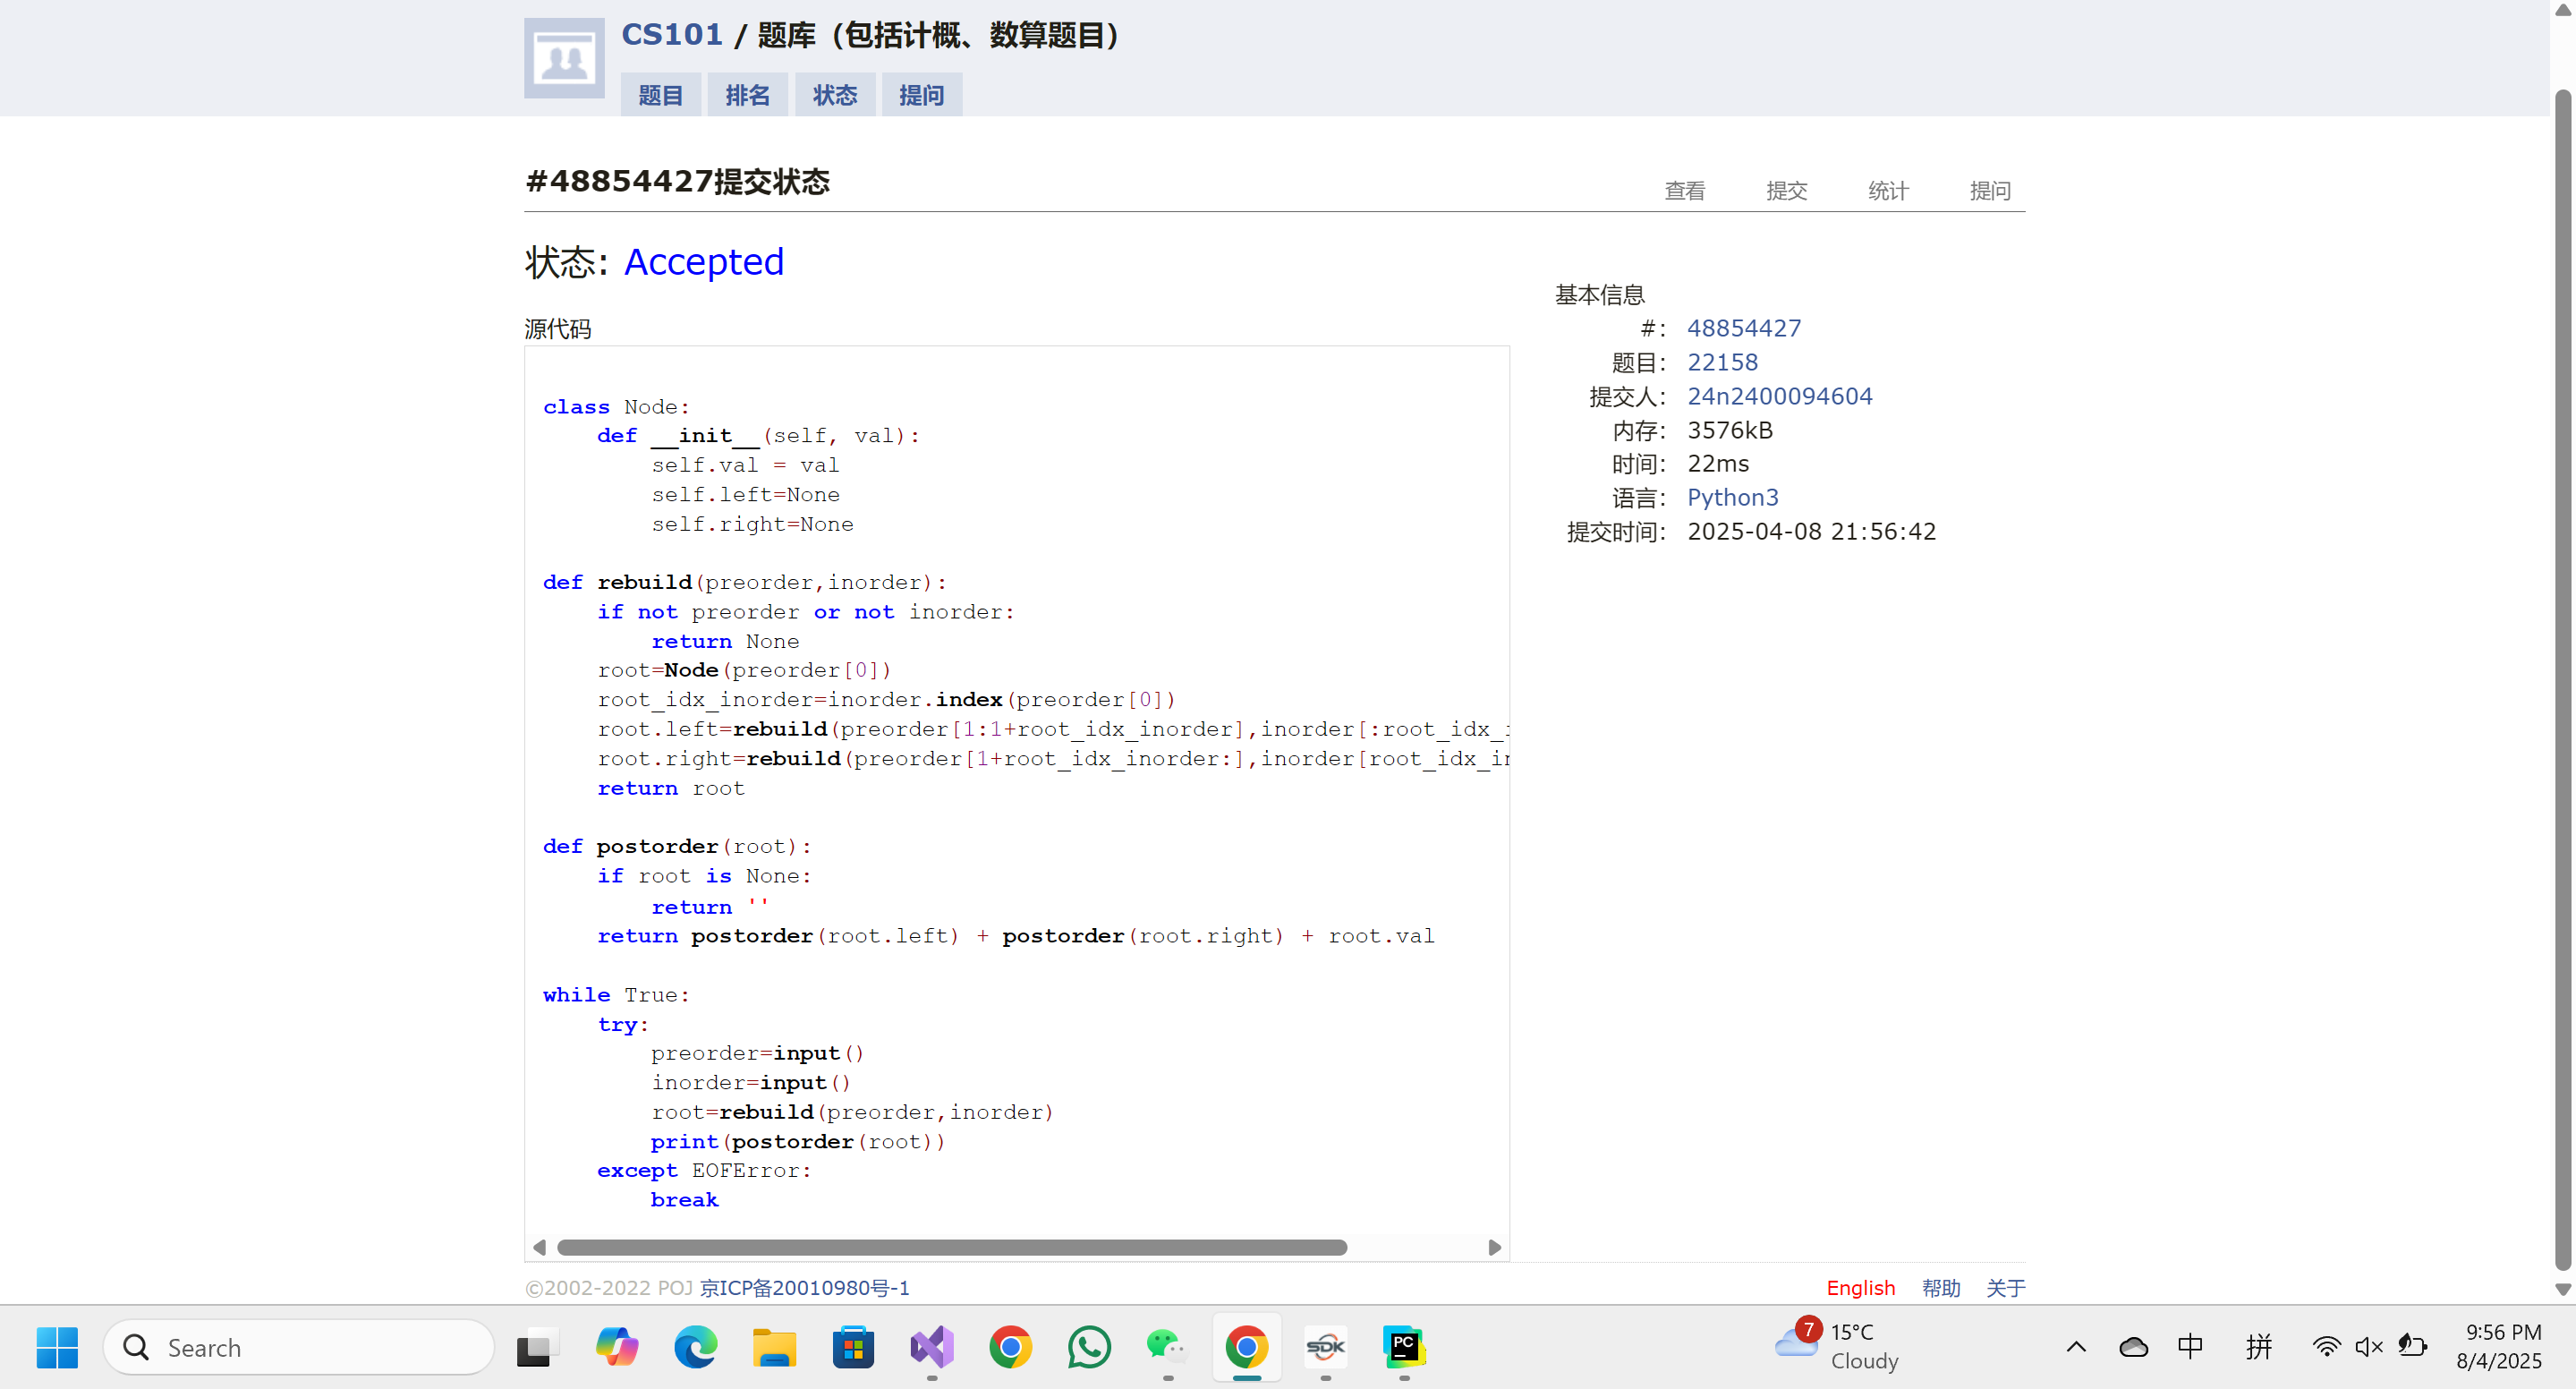 CS101 / 题库（包括计概、数算题目）
题目 排名 状态 提问
#48854427提交状态
查看 提交 统计 提问
状态: Accepted
源代码
class Node:
    def __init__(self, val):
        self.val = val
        self.left=None
        self.right=None
def rebuild(preorder,inorder):
    if not preorder or not inorder:
        return None
    root=Node(preorder[0])
    root_idx_inorder=inorder.index(preorder[0])
    root.left=rebuild(preorder[1:1+root_idx_inorder],inorder[:root_idx_
    root.right=rebuild(preorder[1+root_idx_inorder:],inorder[root_idx_in
    return root
def postorder(root):
    if root is None:
        return ''
    return postorder(root.left) + postorder(root.right) + root.val
while True:
    try:
        preorder=input()
        inorder=input()
        root=rebuild(preorder,inorder)
        print(postorder(root))
    except EOFError:
        break
基本信息
#: 48854427
题目: 22158
提交人: 24n2400094604
内存: 3576kB
时间: 22ms
语言: Python3
提交时间: 2025-04-08 21:56:42
©2002-2022 POJ 京ICP备20010980号-1
English 帮助 关于
Search
SDK
PC
7
15°C
Cloudy
中
拼
9:56 PM
8/4/2025